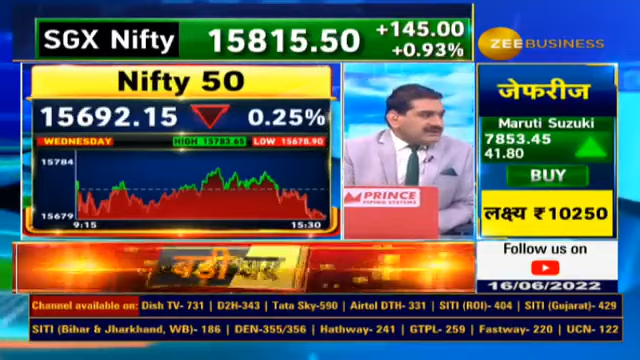 SGX Nifty 15815.50 +145.00
+0.93%
ZEE BUSINESS
Nifty 50
15692.15 0.25%
WEDNESDAY HIGH 15783.65 LOW 15678.90
15784
15679
9:15 15:30
PRINCE
PIPING SYSTEMS
जेफरीज
Maruti Suzuki
7853.45
41.80
BUY
लक्ष्य ₹10250
Follow us on
16/06/2022
बड़ी
Channel available on: Dish TV- 731 | D2H-343 | Tata Sky-590 | Airtel DTH- 331 | SITI (ROI)- 404 | SITI (Gujarat)- 429
SITI (Bihar & Jharkhand, WB)- 186 | DEN-355/356 | Hathway- 241 | GTPL- 259 | Fastway- 220 | UCN- 122